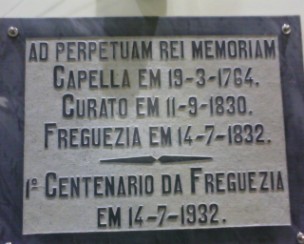 AD PERPETUAM REI MEMORIAM
CAPELLA EM 19-3-1764.
CURATO EM 11-9-1830.
FREGUEZIA EM 14-7-1832.
1º CENTENARIO DA FREGUEZIA
EM 14-7-1932.